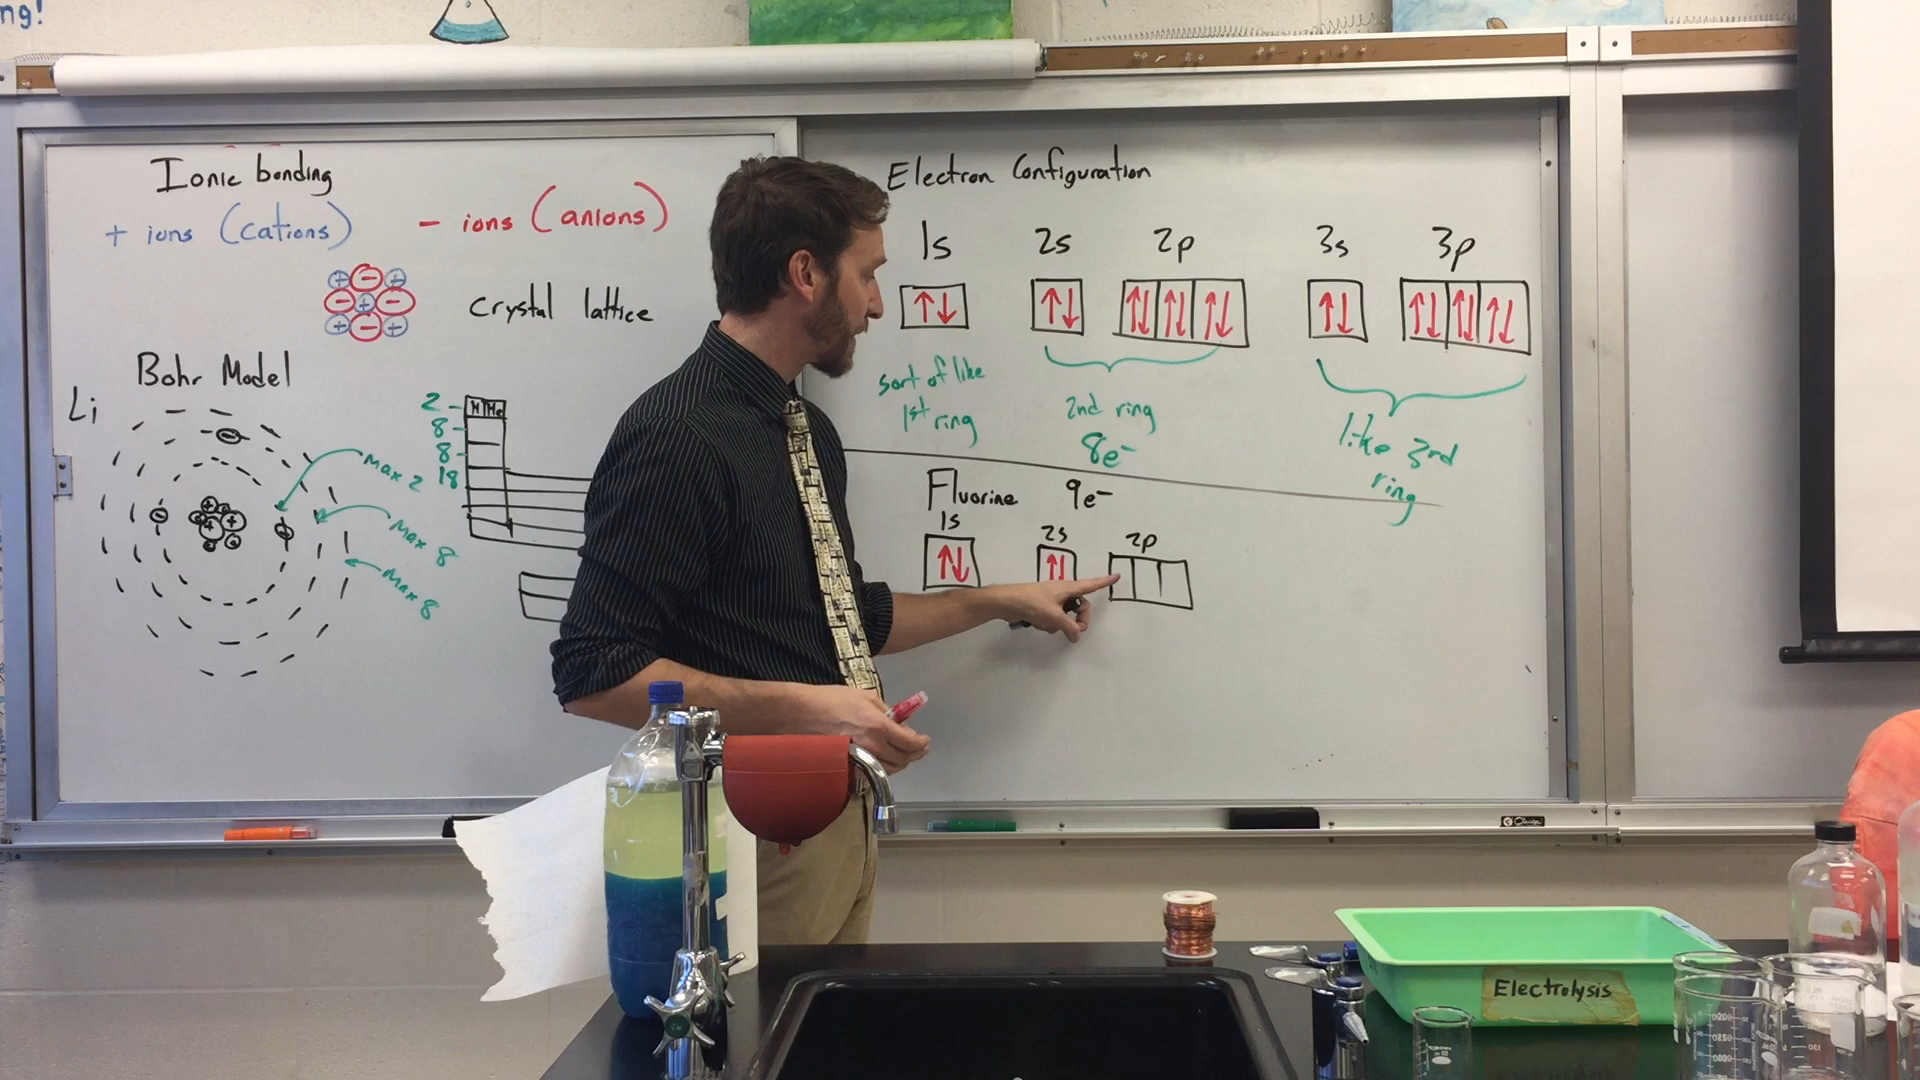 ng!
Ionic bonding
+ ions (cations)
- ions (anions)
crystal lattice
Bohr Model
Li
Max 2
Max 8
Max 8
2 - H He
8 -
8 -
18
Electron Configuration
1s 2s 2p 3s 3p
sort of like
1st ring
2nd ring
8e-
like 3rd
ring
Fluorine 9e-
1s 2s 2p
Electrolysis